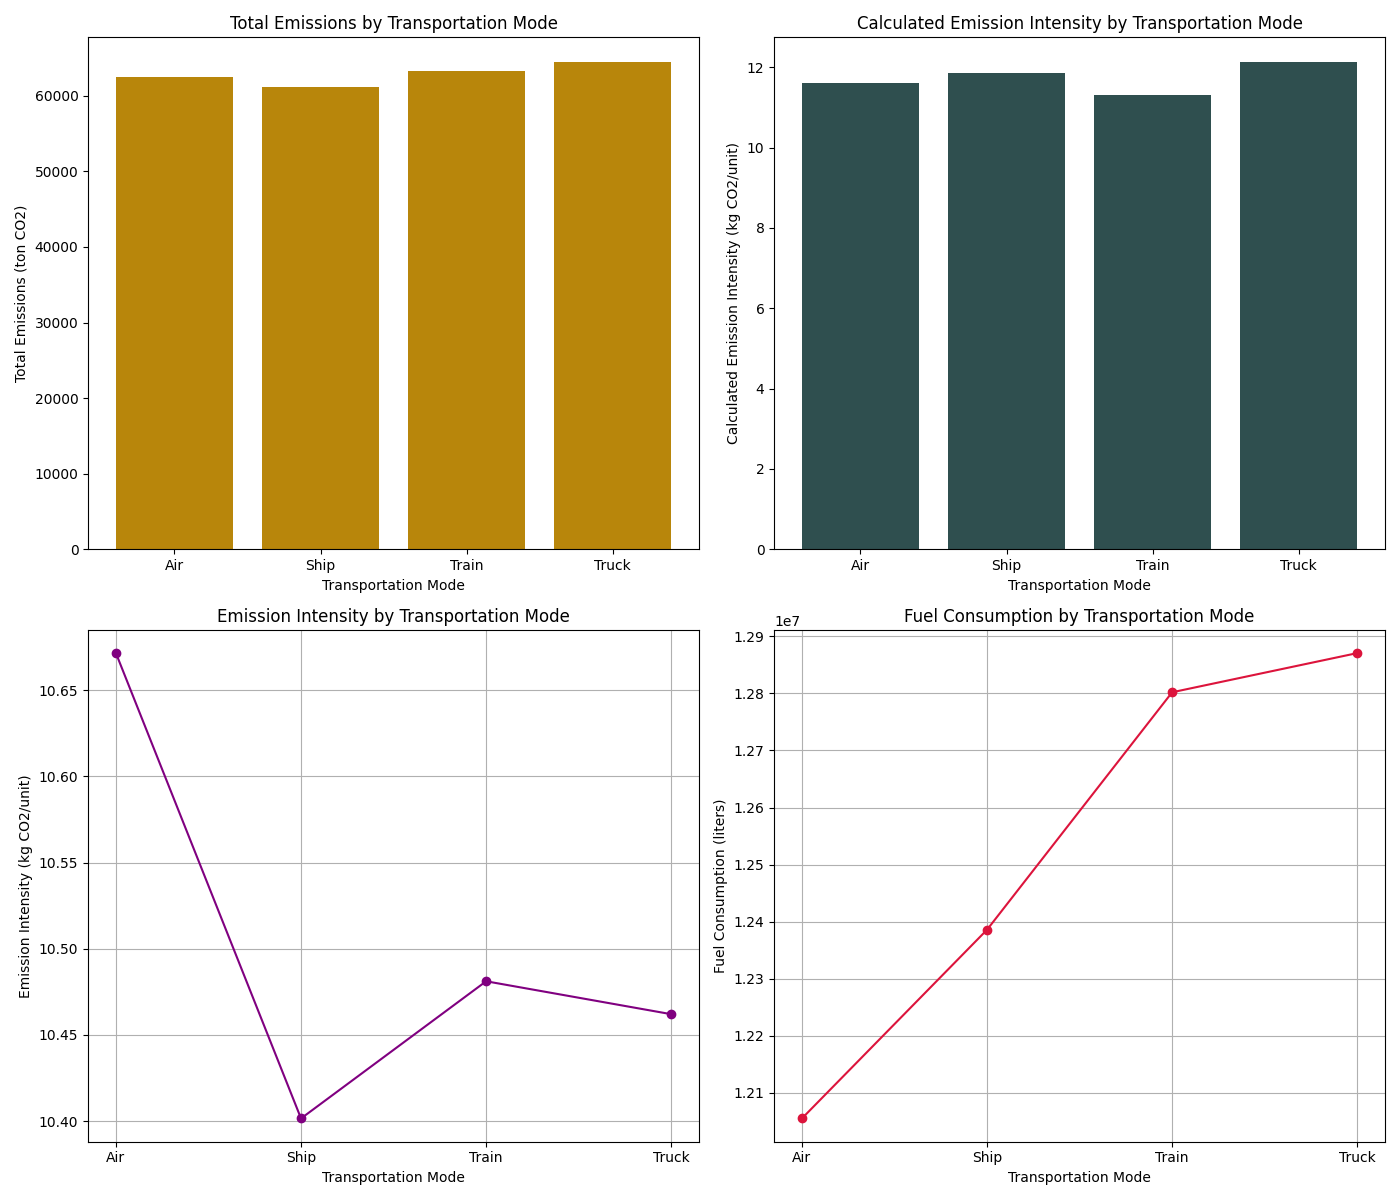 Total Emissions by Transportation Mode
Total Emissions (ton CO2)
60000
50000
40000
30000
20000
10000
0
Air Ship Train Truck
Transportation Mode
Calculated Emission Intensity by Transportation Mode
Calculated Emission Intensity (kg CO2/unit)
12
10
8
6
4
2
0
Air Ship Train Truck
Transportation Mode
Emission Intensity by Transportation Mode
Emission Intensity (kg CO2/unit)
10.65
10.60
10.55
10.50
10.45
10.40
Air Ship Train Truck
Transportation Mode
Fuel Consumption by Transportation Mode
1e7
Fuel Consumption (liters)
1.29
1.28
1.27
1.26
1.25
1.24
1.23
1.22
1.21
Air Ship Train Truck
Transportation Mode